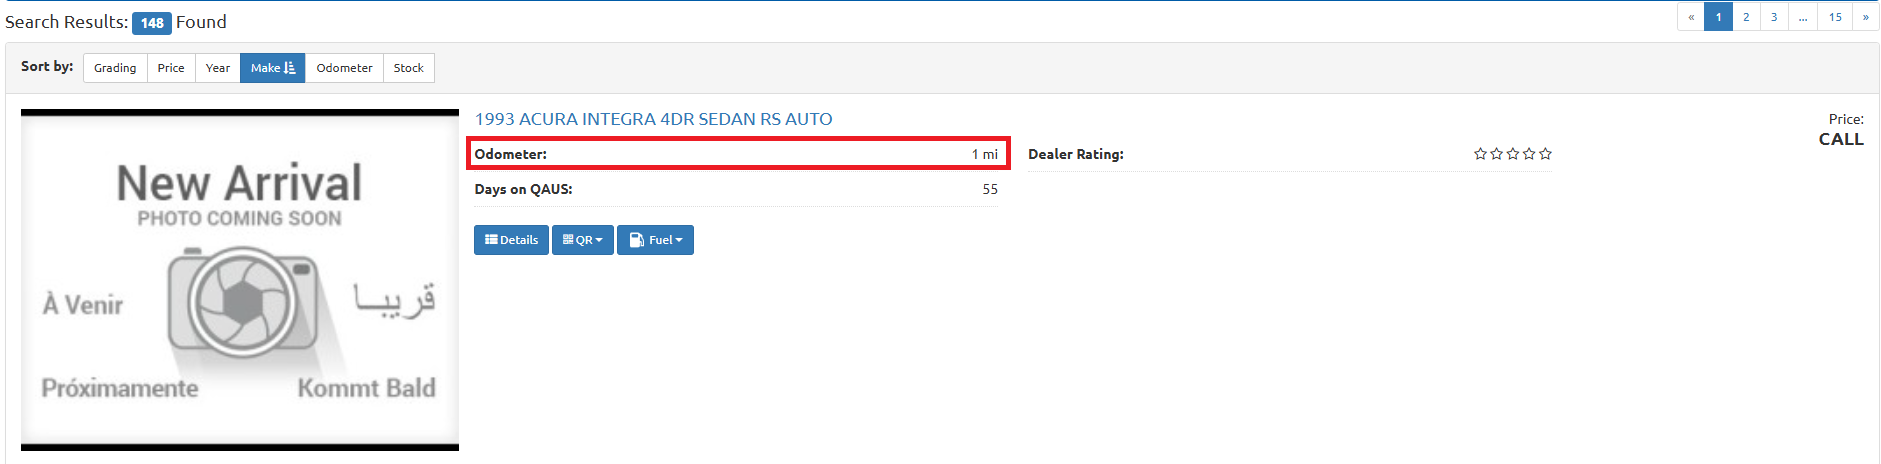 Search Results: 148 Found
« 1 2 3 ... 15 »
Sort by: Grading Price Year Make Odometer Stock
1993 ACURA INTEGRA 4DR SEDAN RS AUTO
Price:
CALL
Odometer: 1 mi
Dealer Rating:
Days on QAUS: 55
Details QR Fuel
New Arrival
PHOTO COMING SOON
À Venir
قريبا
Próximamente
Kommt Bald